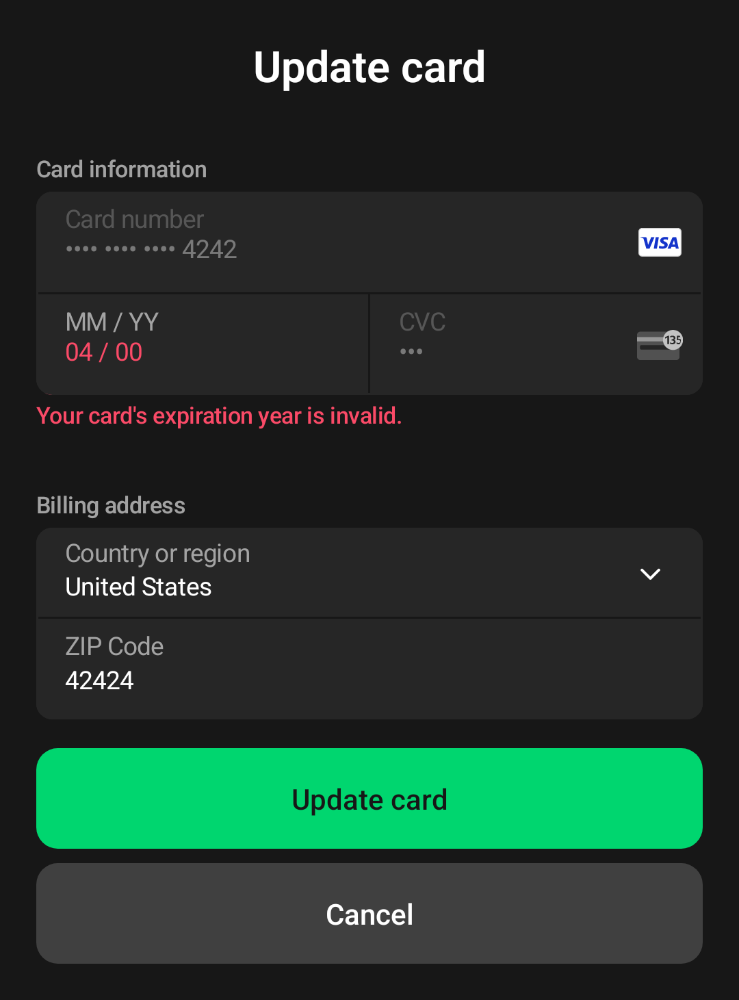 Update card
Card information
Card number
•••• •••• •••• 4242
VISA
MM / YY
04 / 00
CVC
•••
135
Your card's expiration year is invalid.
Billing address
Country or region
United States
ZIP Code
42424
Update card
Cancel